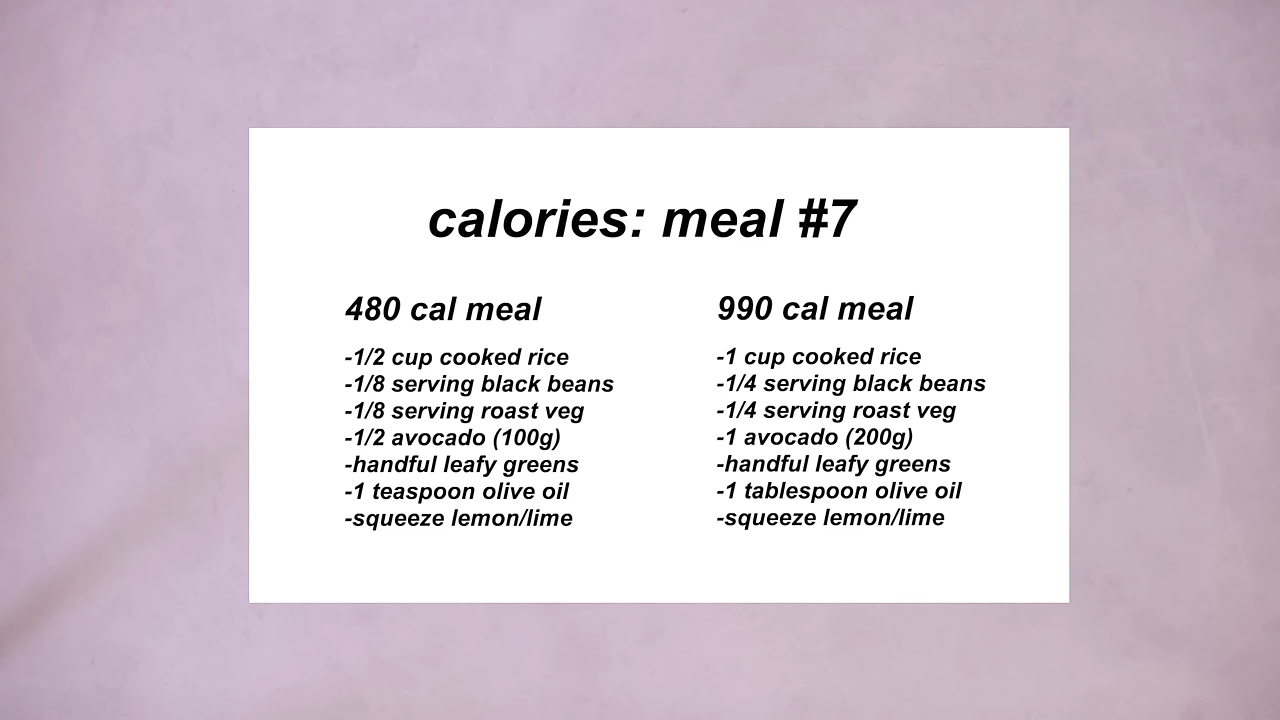 calories: meal #7
480 cal meal
-1/2 cup cooked rice
-1/8 serving black beans
-1/8 serving roast veg
-1/2 avocado (100g)
-handful leafy greens
-1 teaspoon olive oil
-squeeze lemon/lime
990 cal meal
-1 cup cooked rice
-1/4 serving black beans
-1/4 serving roast veg
-1 avocado (200g)
-handful leafy greens
-1 tablespoon olive oil
-squeeze lemon/lime